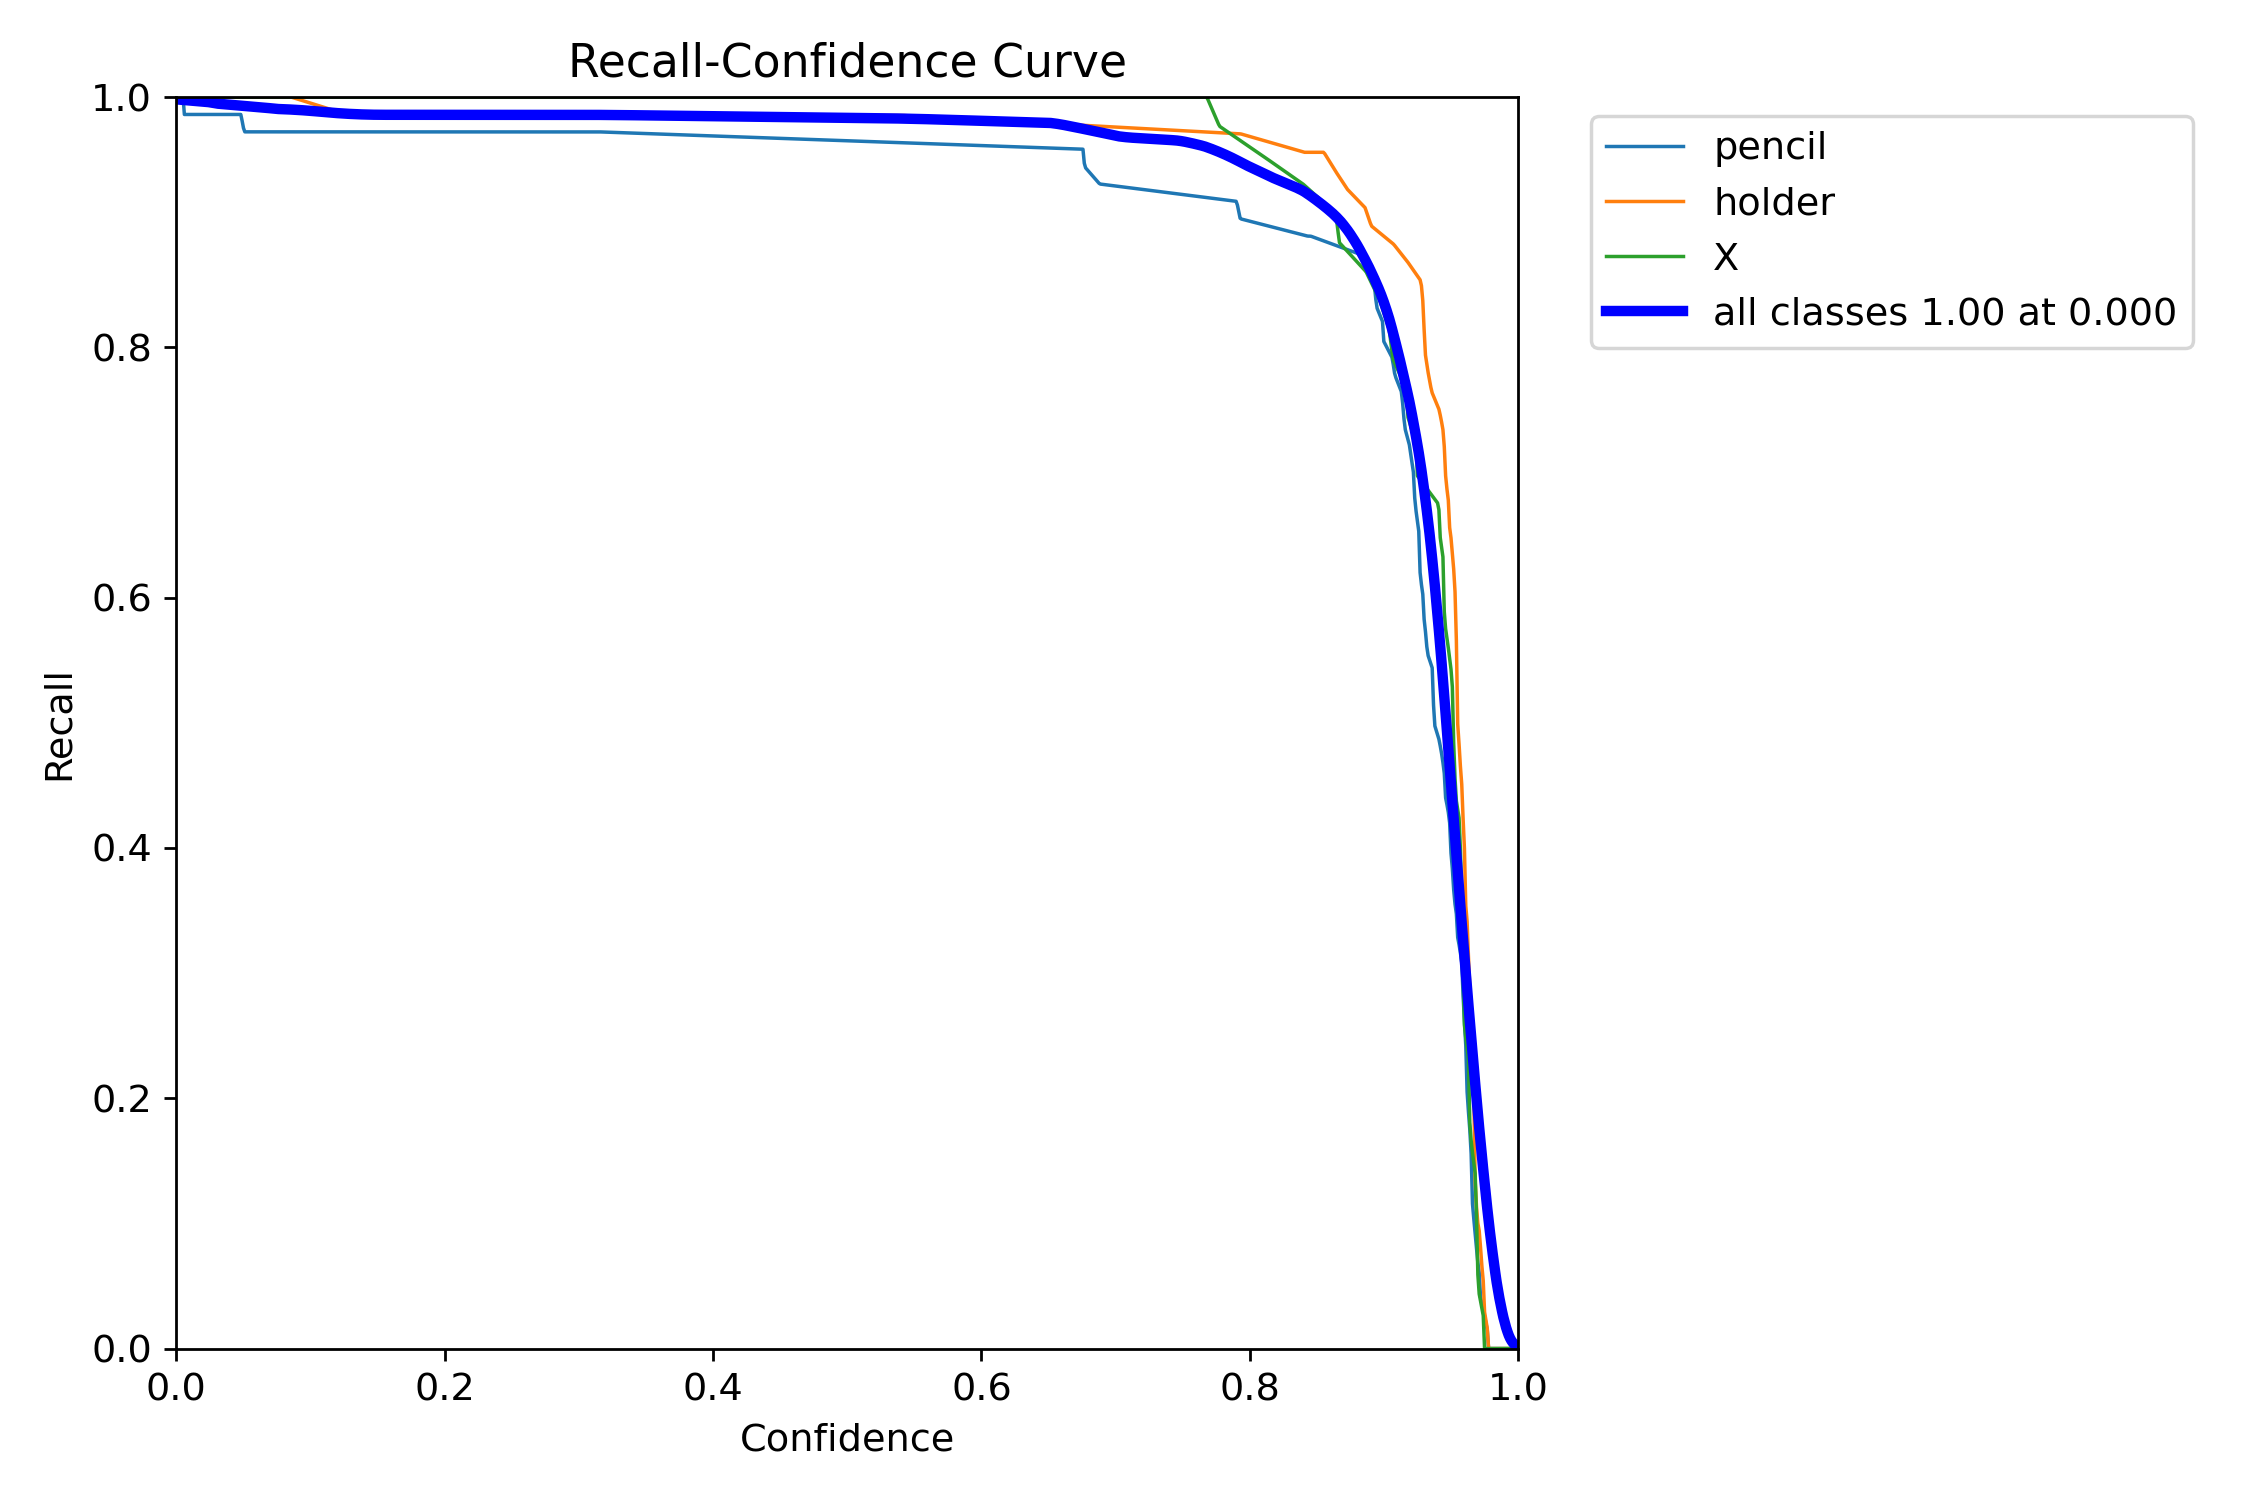 Recall-Confidence Curve
1.0
0.8
0.6
0.4
0.2
0.0
Recall
0.0 0.2 0.4 0.6 0.8 1.0
Confidence
pencil
holder
X
all classes 1.00 at 0.000